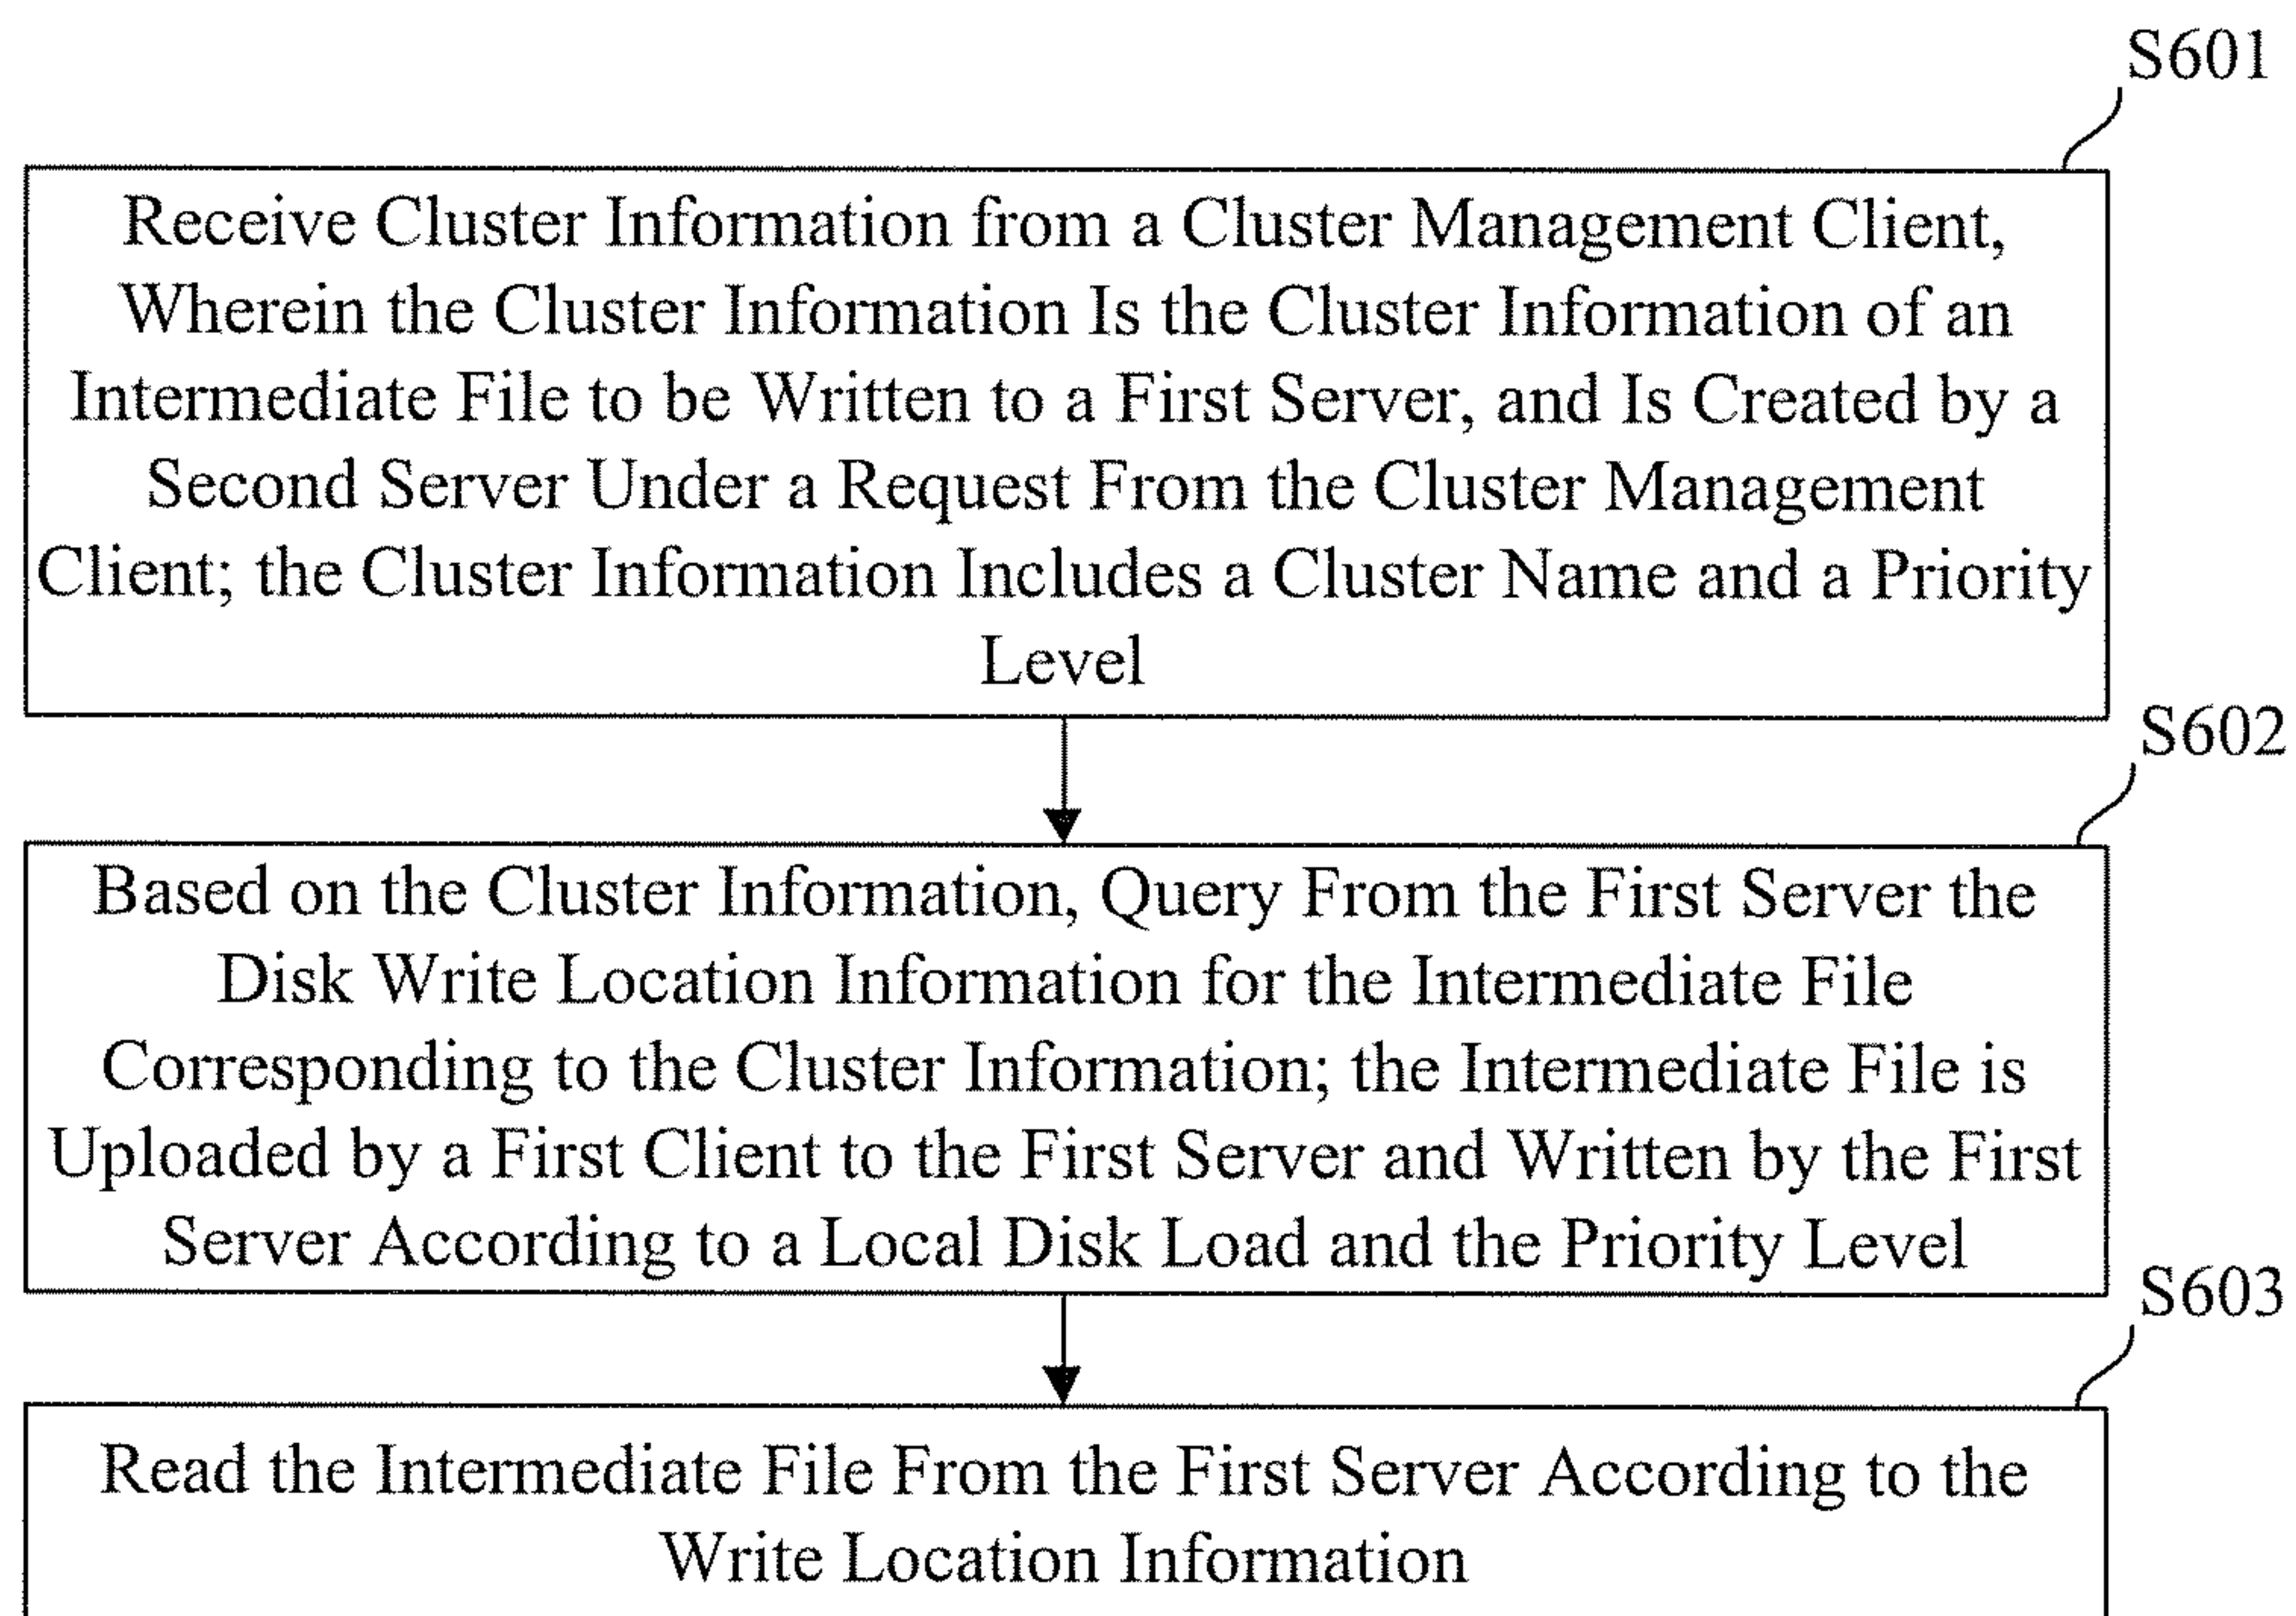 S601
Receive Cluster Information from a Cluster Management Client,
Wherein the Cluster Information Is the Cluster Information of an
Intermediate File to be Written to a First Server, and Is Created by a
Second Server Under a Request From the Cluster Management
Client; the Cluster Information Includes a Cluster Name and a Priority
Level
S602
Based on the Cluster Information, Query From the First Server the
Disk Write Location Information for the Intermediate File
Corresponding to the Cluster Information; the Intermediate File is
Uploaded by a First Client to the First Server and Written by the First
Server According to a Local Disk Load and the Priority Level
S603
Read the Intermediate File From the First Server According to the
Write Location Information